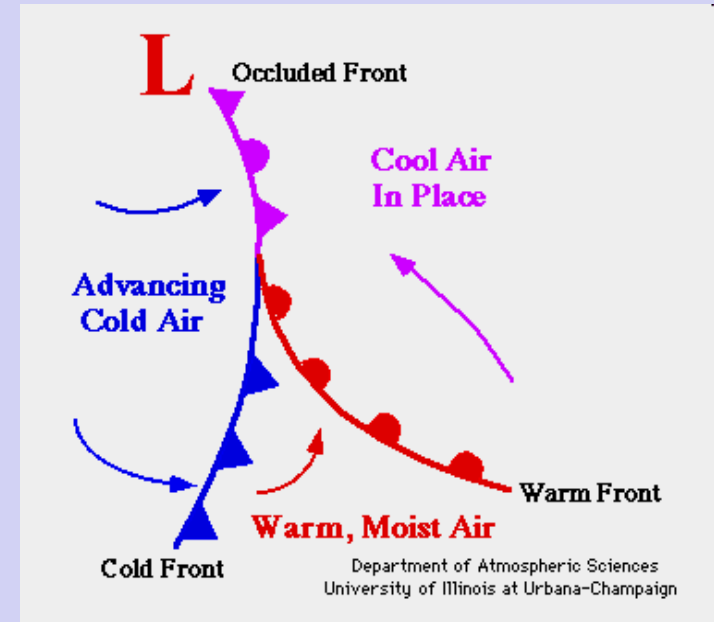 L
Occluded Front
Cool Air
In Place
Advancing
Cold Air
Warm Front
Warm, Moist Air
Cold Front
Department of Atmospheric Sciences
University of Illinois at Urbana-Champaign